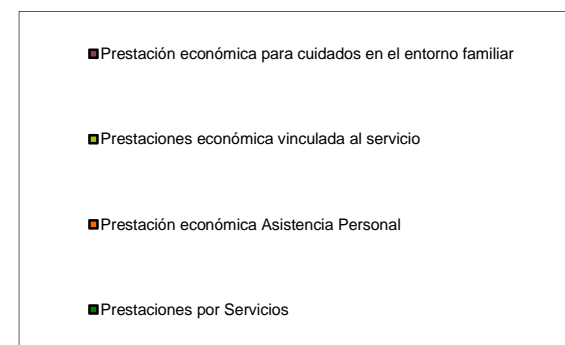 Prestación económica para cuidados en el entorno familiar
Prestaciones económica vinculada al servicio
Prestación económica Asistencia Personal
Prestaciones por Servicios